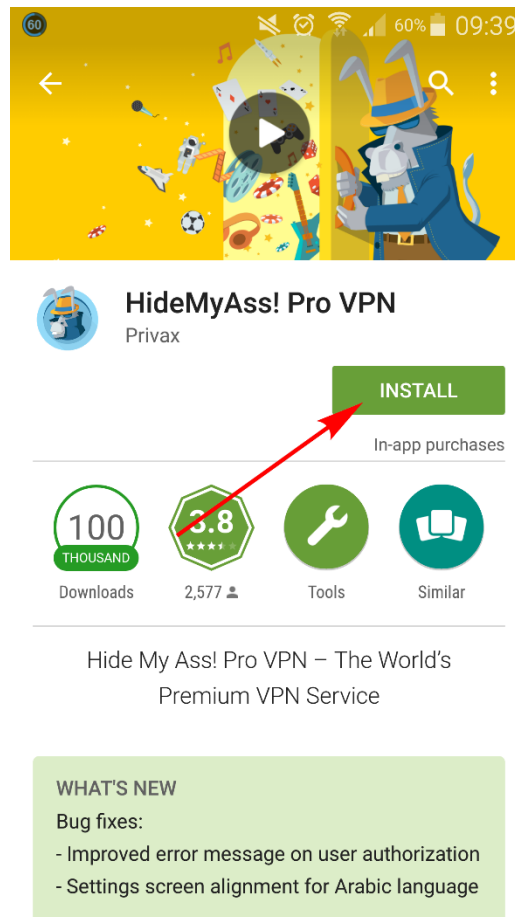 60
60%
09:39
HideMyAss! Pro VPN
Privax
INSTALL
In-app purchases
100
THOUSAND
3.8
Downloads
2,577
Tools
Similar
Hide My Ass! Pro VPN – The World's
Premium VPN Service
WHAT'S NEW
Bug fixes:
- Improved error message on user authorization
- Settings screen alignment for Arabic language